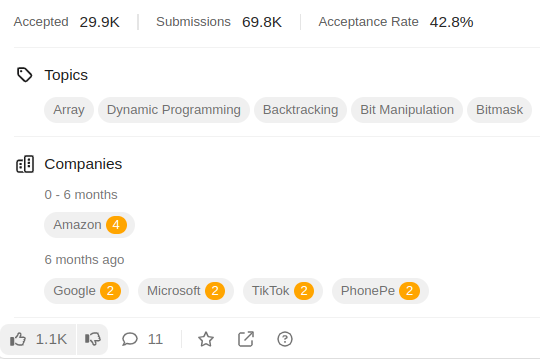 Accepted 29.9K Submissions 69.8K Acceptance Rate 42.8%
Topics
Array Dynamic Programming Backtracking Bit Manipulation Bitmask
Companies
0 - 6 months
Amazon 4
6 months ago
Google 2 Microsoft 2 TikTok 2 PhonePe 2
1.1K 11